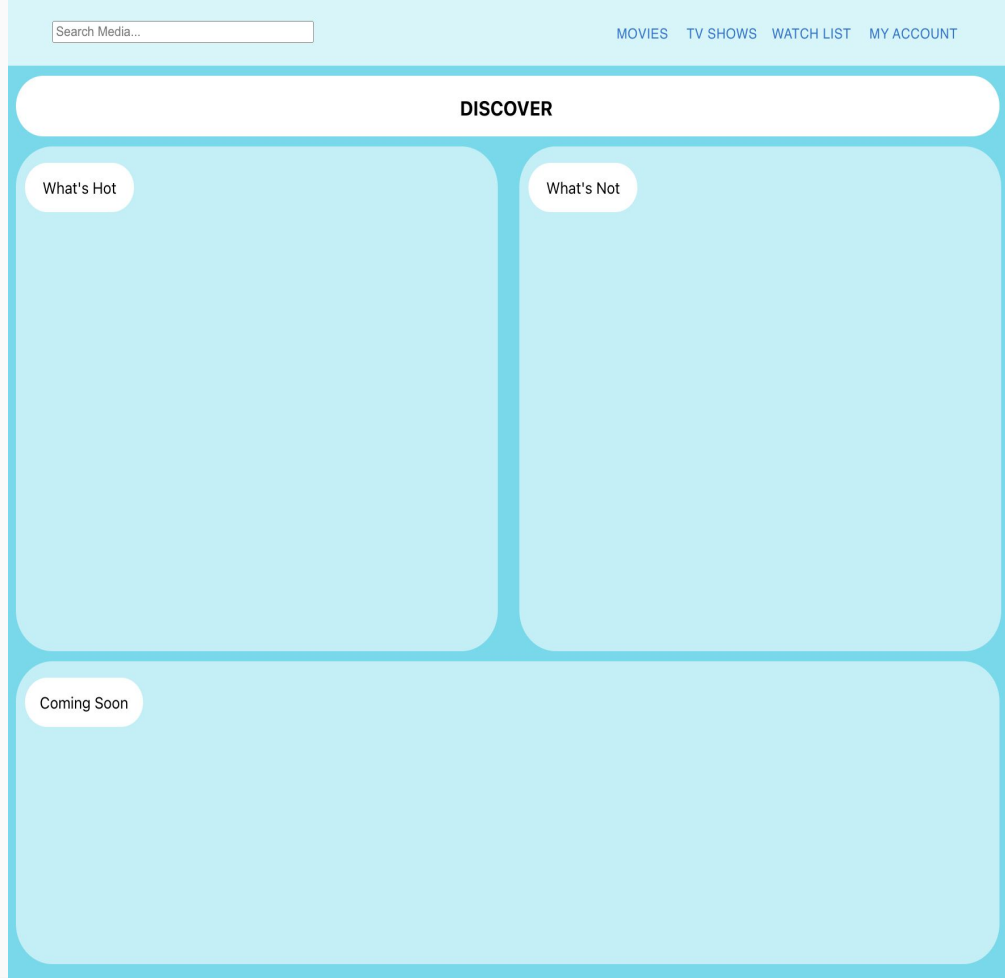 Search Media...
MOVIES TV SHOWS WATCH LIST MY ACCOUNT
DISCOVER
What's Hot
What's Not
Coming Soon